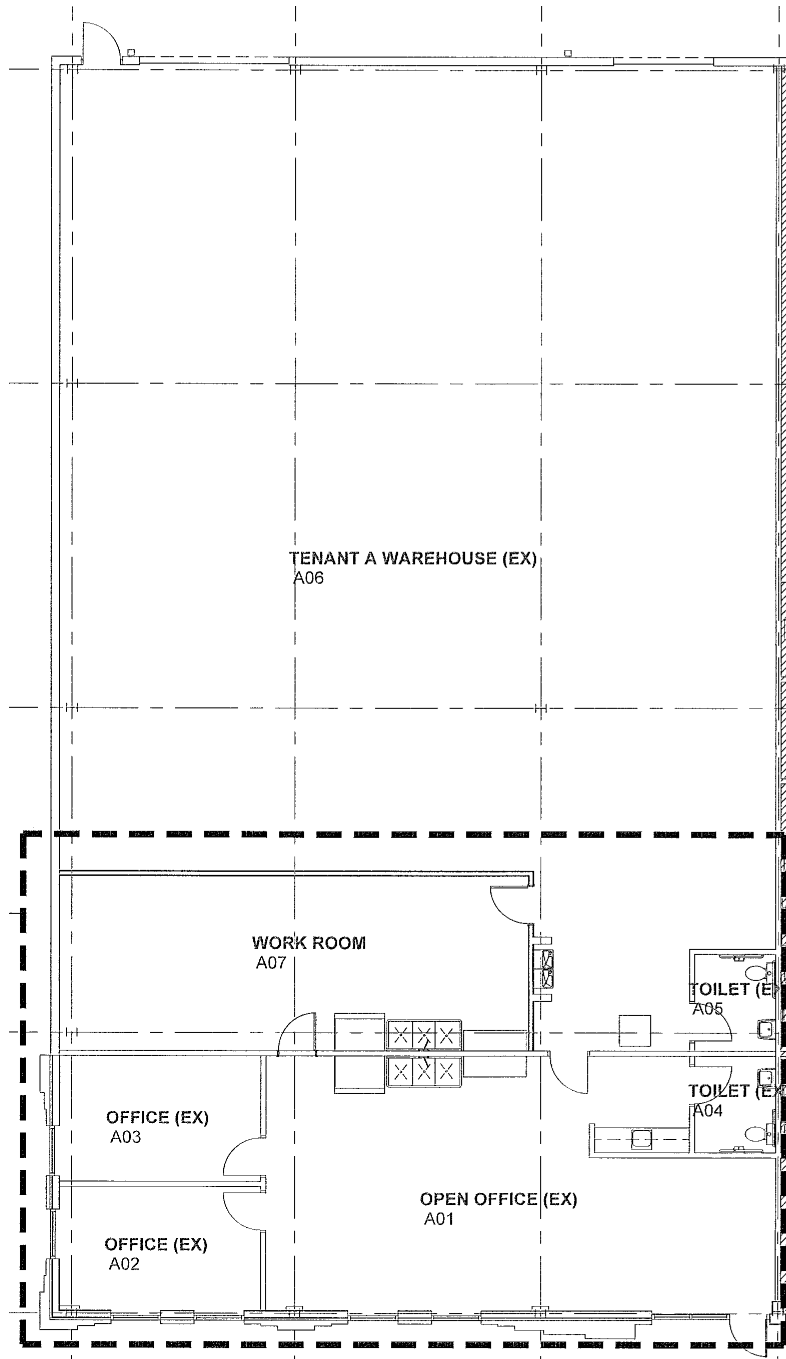 TENANT A WAREHOUSE (EX)
A06
WORK ROOM
A07
TOILET (EX
A05
TOILET (EX
A04
OFFICE (EX)
A03
OPEN OFFICE (EX)
A01
OFFICE (EX)
A02